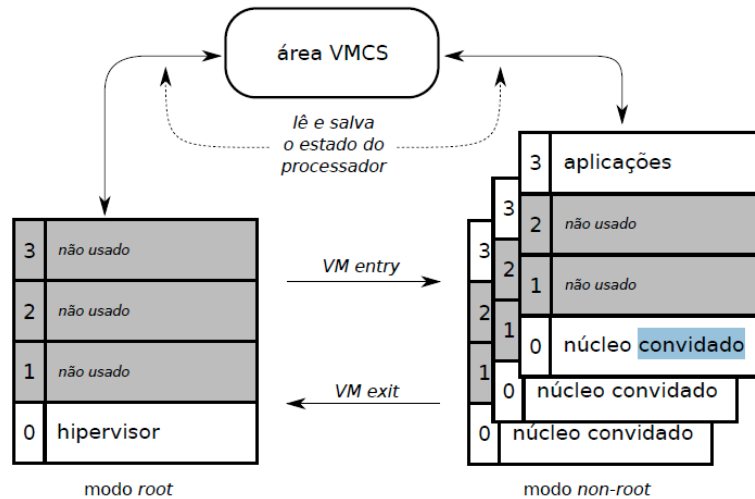 área VMCS
lê e salva
o estado do
processador
3 não usado
2 não usado
1 não usado
0 hipervisor
modo root
VM entry
VM exit
3 aplicações
2 não usado
1 não usado
0 núcleo convidado
3
2
1
0 núcleo convidado
3
2
1
0 núcleo convidado
modo non-root